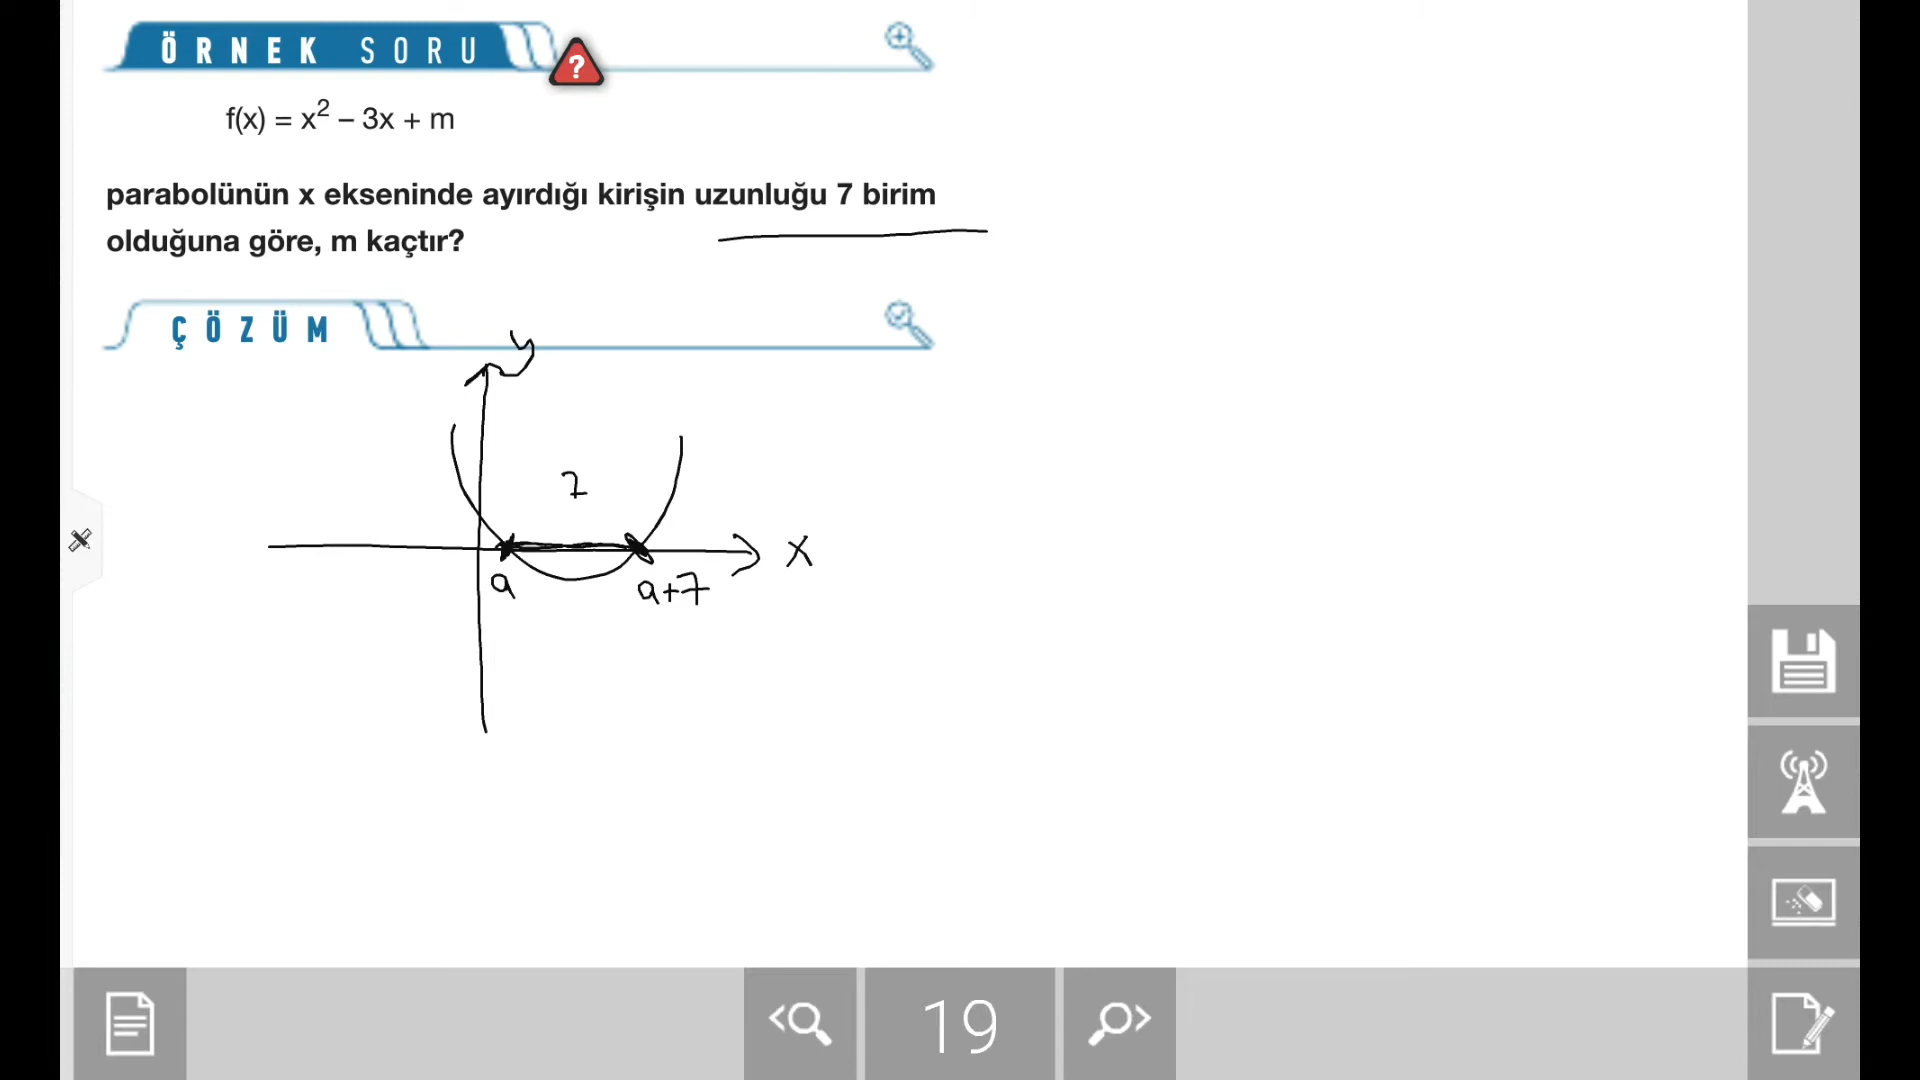 ÖRNEK SORU
?
f(x) = x² – 3x + m
parabolünün x ekseninde ayırdığı kirişin uzunluğu 7 birim
olduğuna göre, m kaçtır?
ÇÖZÜM
y
7
x
a
a+7
19